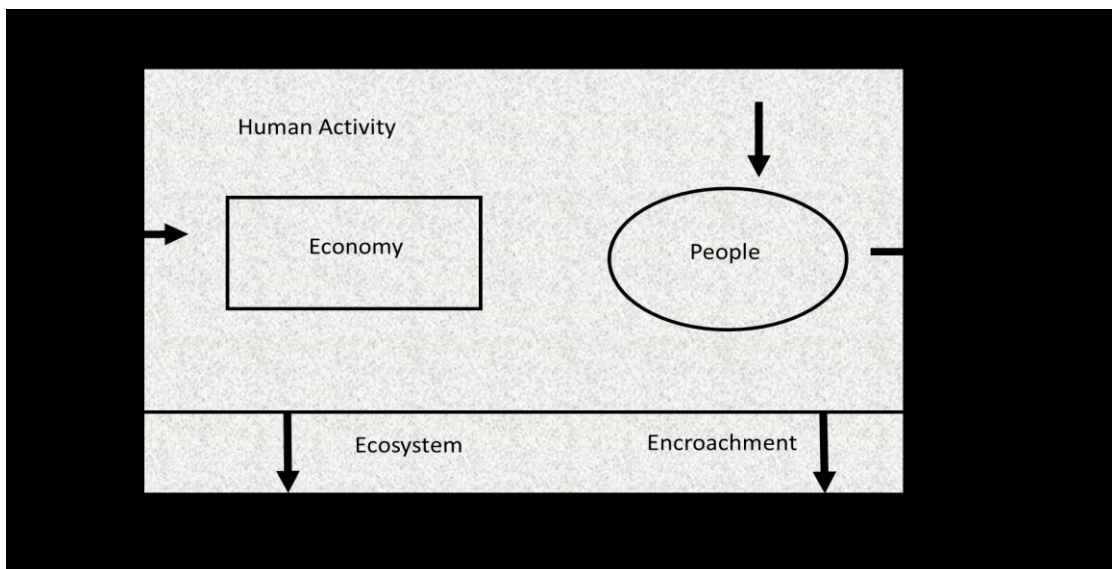 Human Activity
Economy
People
Ecosystem
Encroachment